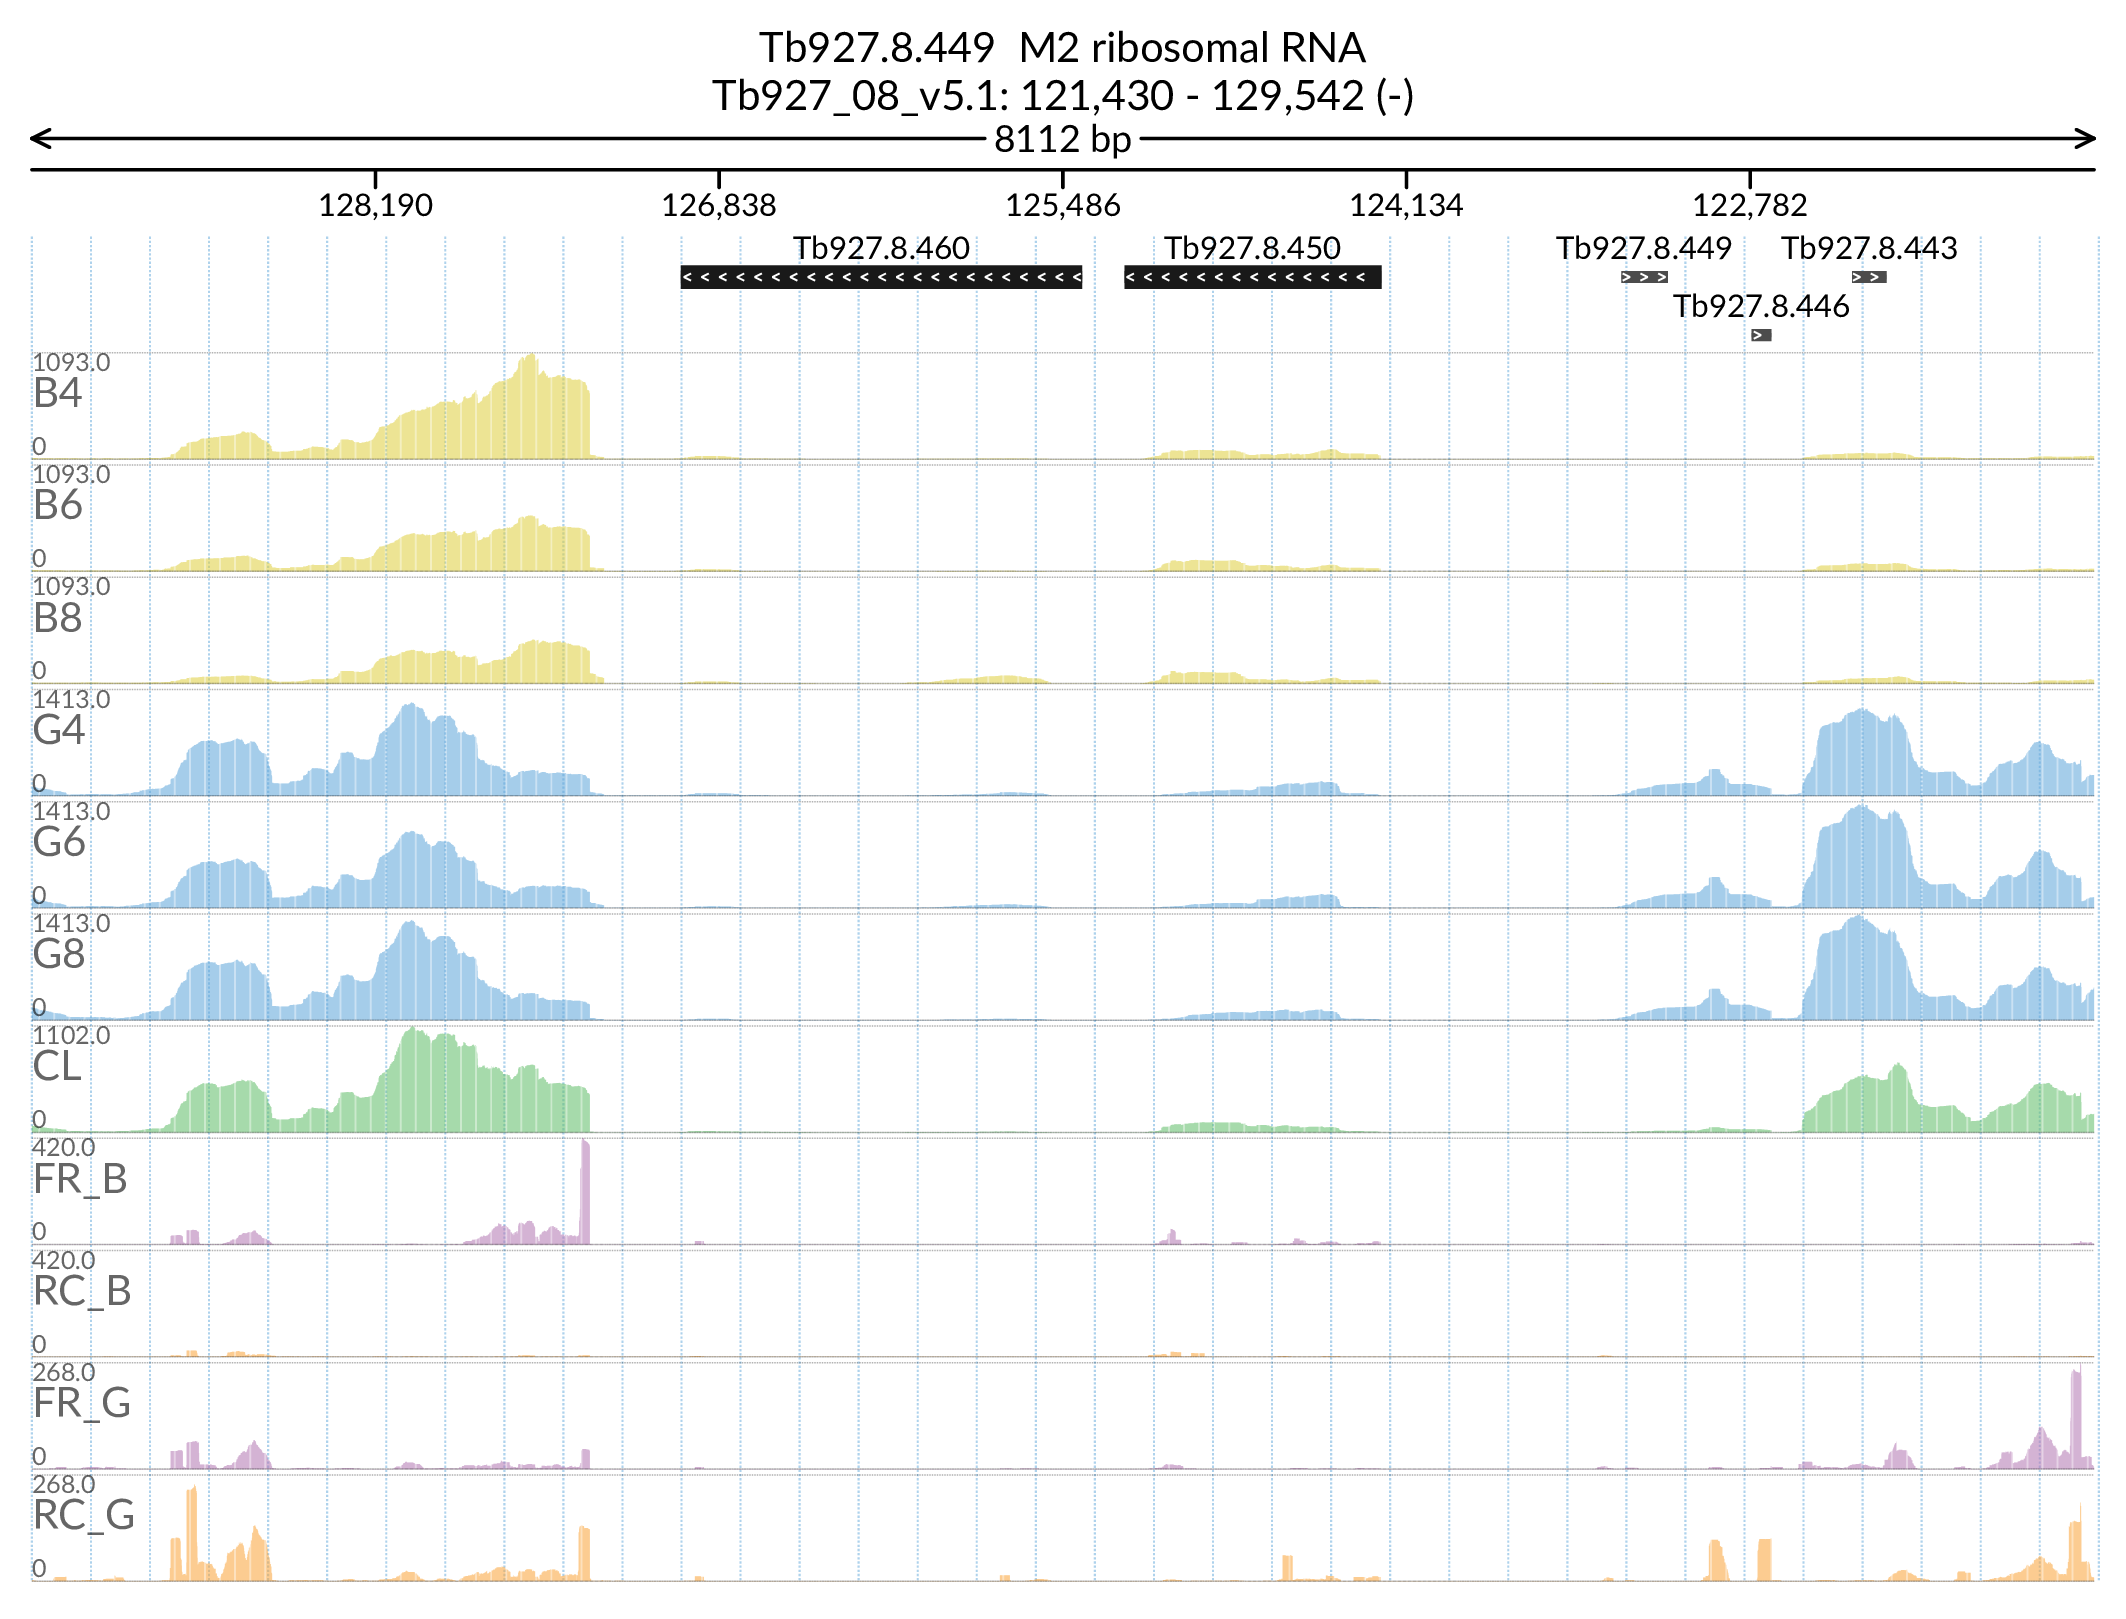 Tb927.8.449  M2 ribosomal RNA
Tb927_08_v5.1: 121,430 - 129,542 (-)
8112 bp
128,190 126,838 125,486 124,134 122,782
Tb927.8.460 Tb927.8.450 Tb927.8.449 Tb927.8.443
Tb927.8.446
1093.0
B4
0
1093.0
B6
0
1093.0
B8
0
1413.0
G4
0
1413.0
G6
0
1413.0
G8
0
1102.0
CL
0
420.0
FR_B
0
420.0
RC_B
0
268.0
FR_G
0
268.0
RC_G
0